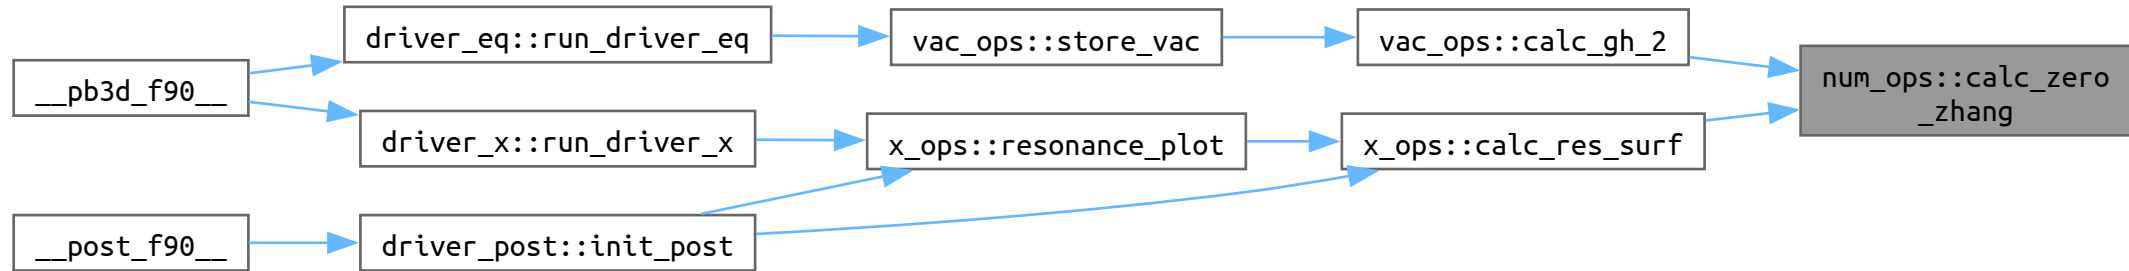 driver_eq::run_driver_eq
vac_ops::store_vac
vac_ops::calc_gh_2
num_ops::calc_zero
_zhang
__pb3d_f90__
driver_x::run_driver_x
x_ops::resonance_plot
x_ops::calc_res_surf
__post_f90__
driver_post::init_post